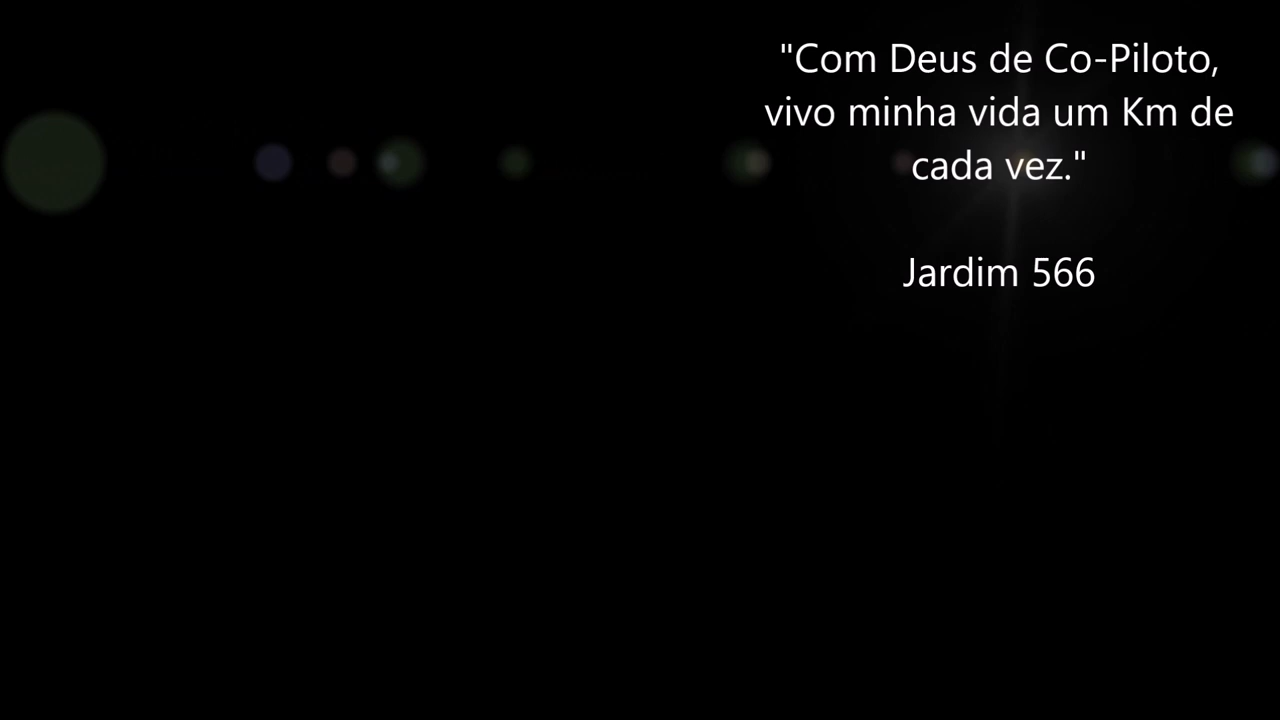 "Com Deus de Co-Piloto,
vivo minha vida um Km de
cada vez."
Jardim 566